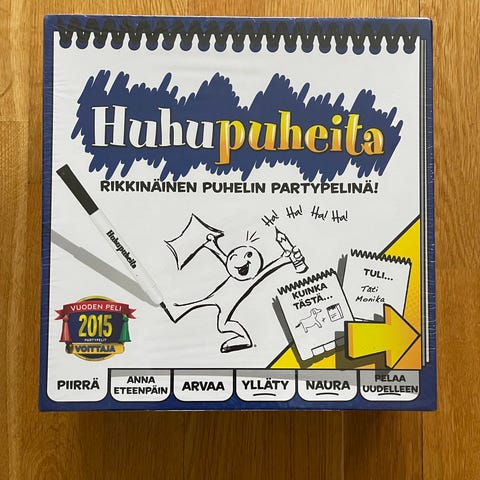 Huhupuheita
RIKKINÄINEN PUHELIN PARTYPELINÄ!
Ha! Ha! Ha! Ha!
Huhupuheita
KUINKA
TÄSTÄ...
TULI...
Täti
Monika
VUODEN PELI
2015
PARTYPELIT
VOITTAJA
PIIRRÄ
ANNA
ETEENPÄIN
ARVAA
YLLÄTY
NAURA
PELAA
UUDELLEEN